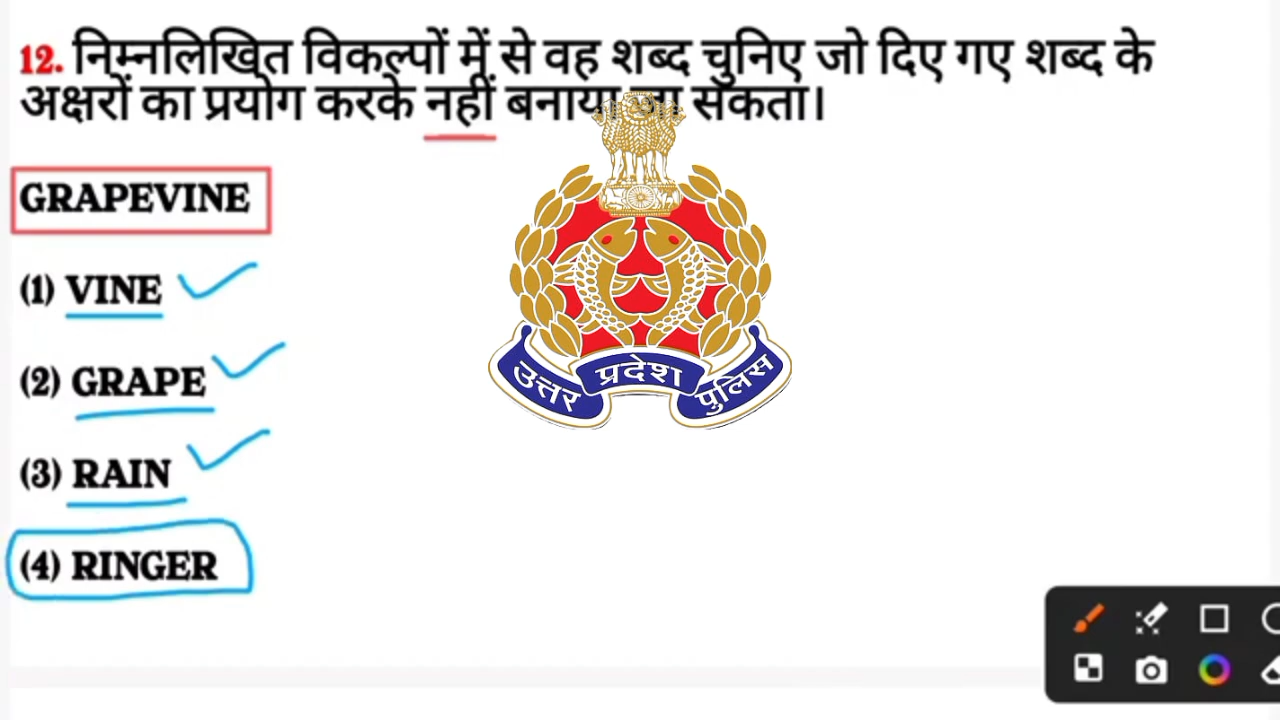 12. निम्नलिखित विकल्पों में से वह शब्द चुनिए जो दिए गए शब्द के
अक्षरों का प्रयोग करके नहीं बनाया जा सकता।
GRAPEVINE
(1) VINE
(2) GRAPE
(3) RAIN
(4) RINGER
उत्तर प्रदेश पुलिस